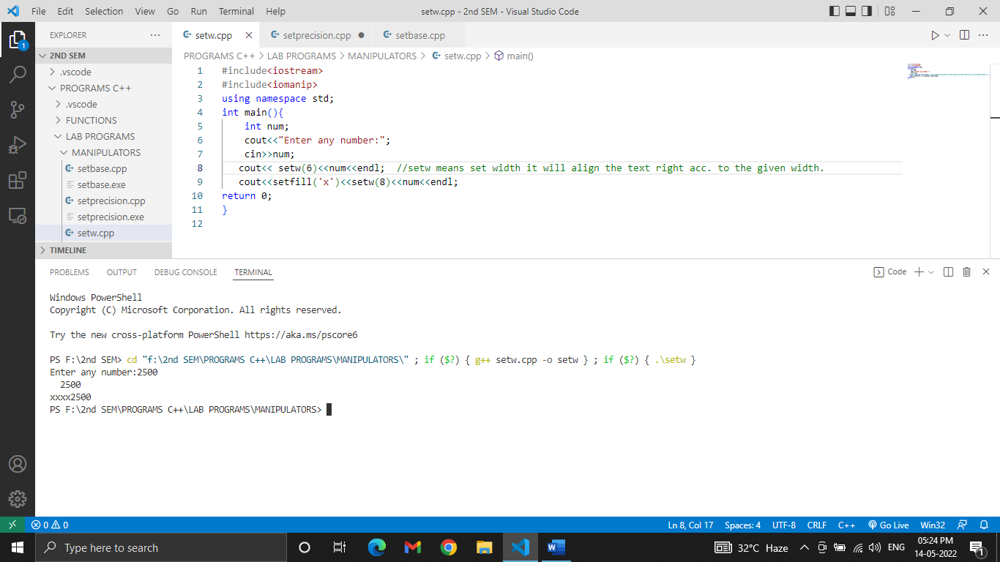 File Edit Selection View Go Run Terminal Help setw.cpp - 2nd SEM - Visual Studio Code
EXPLORER
setw.cpp setprecision.cpp setbase.cpp
2ND SEM
.vscode
PROGRAMS C++
.vscode
FUNCTIONS
LAB PROGRAMS
MANIPULATORS
setbase.cpp
setbase.exe
setprecision.cpp
setprecision.exe
setw.cpp
TIMELINE
1
PROGRAMS C++ > LAB PROGRAMS > MANIPULATORS > setw.cpp > main()
1 #include<iostream>
2 #include<iomanip>
3 using namespace std;
4 int main(){
5 int num;
6 cout<<"Enter any number:";
7 cin>>num;
8 cout<< setw(6)<<num<<endl; //setw means set width it will align the text right acc. to the given width.
9 cout<<setfill('x')<<setw(8)<<num<<endl;
10 return 0;
11 }
12
PROBLEMS OUTPUT DEBUG CONSOLE TERMINAL Code
Windows PowerShell
Copyright (C) Microsoft Corporation. All rights reserved.
Try the new cross-platform PowerShell https://aka.ms/pscore6
PS F:\2nd SEM> cd "f:\2nd SEM\PROGRAMS C++\LAB PROGRAMS\MANIPULATORS\" ; if ($?) { g++ setw.cpp -o setw } ; if ($?) { .\setw }
Enter any number:2500
  2500
xxxx2500
PS F:\2nd SEM\PROGRAMS C++\LAB PROGRAMS\MANIPULATORS>
0 0 Ln 8, Col 17 Spaces: 4 UTF-8 CRLF C++ Go Live Win32
Type here to search 32°C Haze ENG 05:24 PM
14-05-2022 1